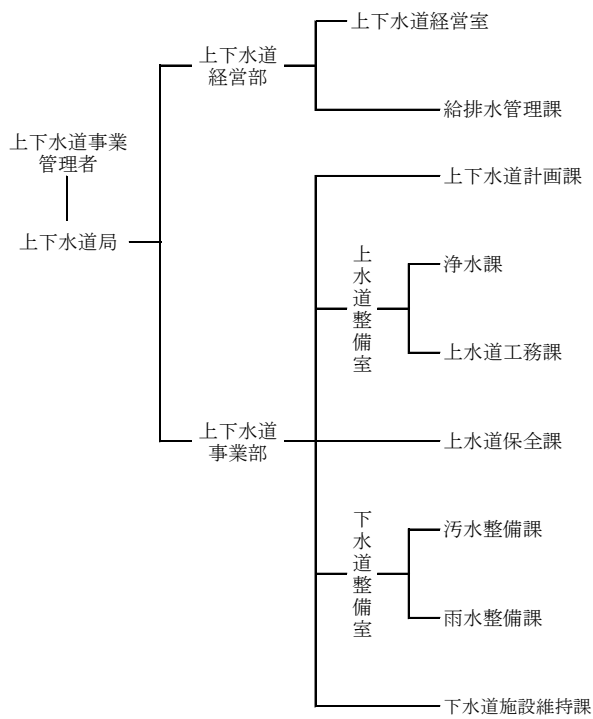 上下水道事業
管理者
上下水道局
上下水道
経営部
上下水道経営室
給排水管理課
上下水道
事業部
上下水道計画課
上水道整備室
浄水課
上水道工務課
上水道保全課
下水道整備室
汚水整備課
雨水整備課
下水道施設維持課